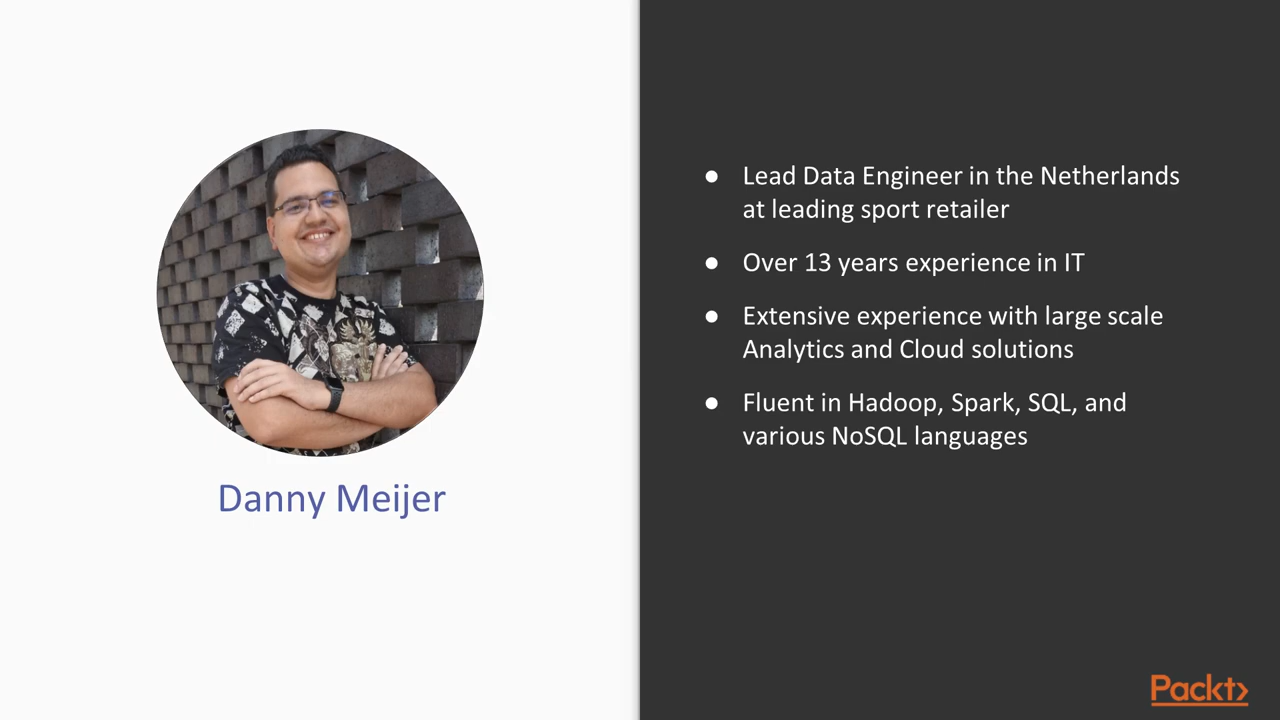 Danny Meijer
● Lead Data Engineer in the Netherlands
at leading sport retailer
● Over 13 years experience in IT
● Extensive experience with large scale
Analytics and Cloud solutions
● Fluent in Hadoop, Spark, SQL, and
various NoSQL languages
Packt>